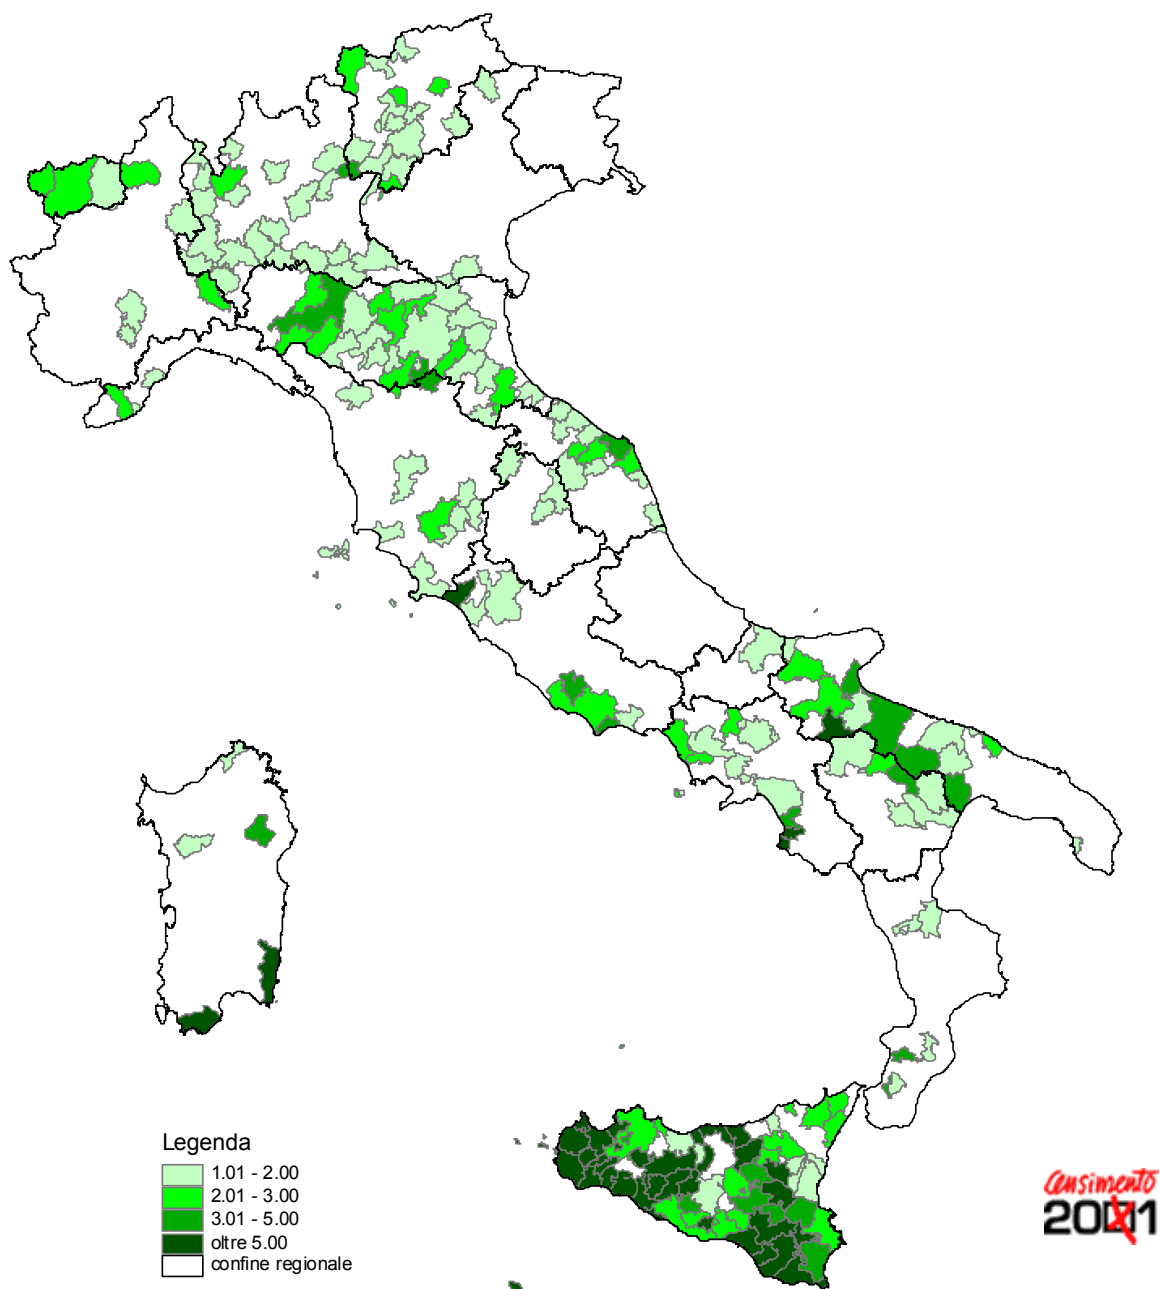 Legenda
1.01 - 2.00
2.01 - 3.00
3.01 - 5.00
oltre 5.00
confine regionale
Censimento
2001